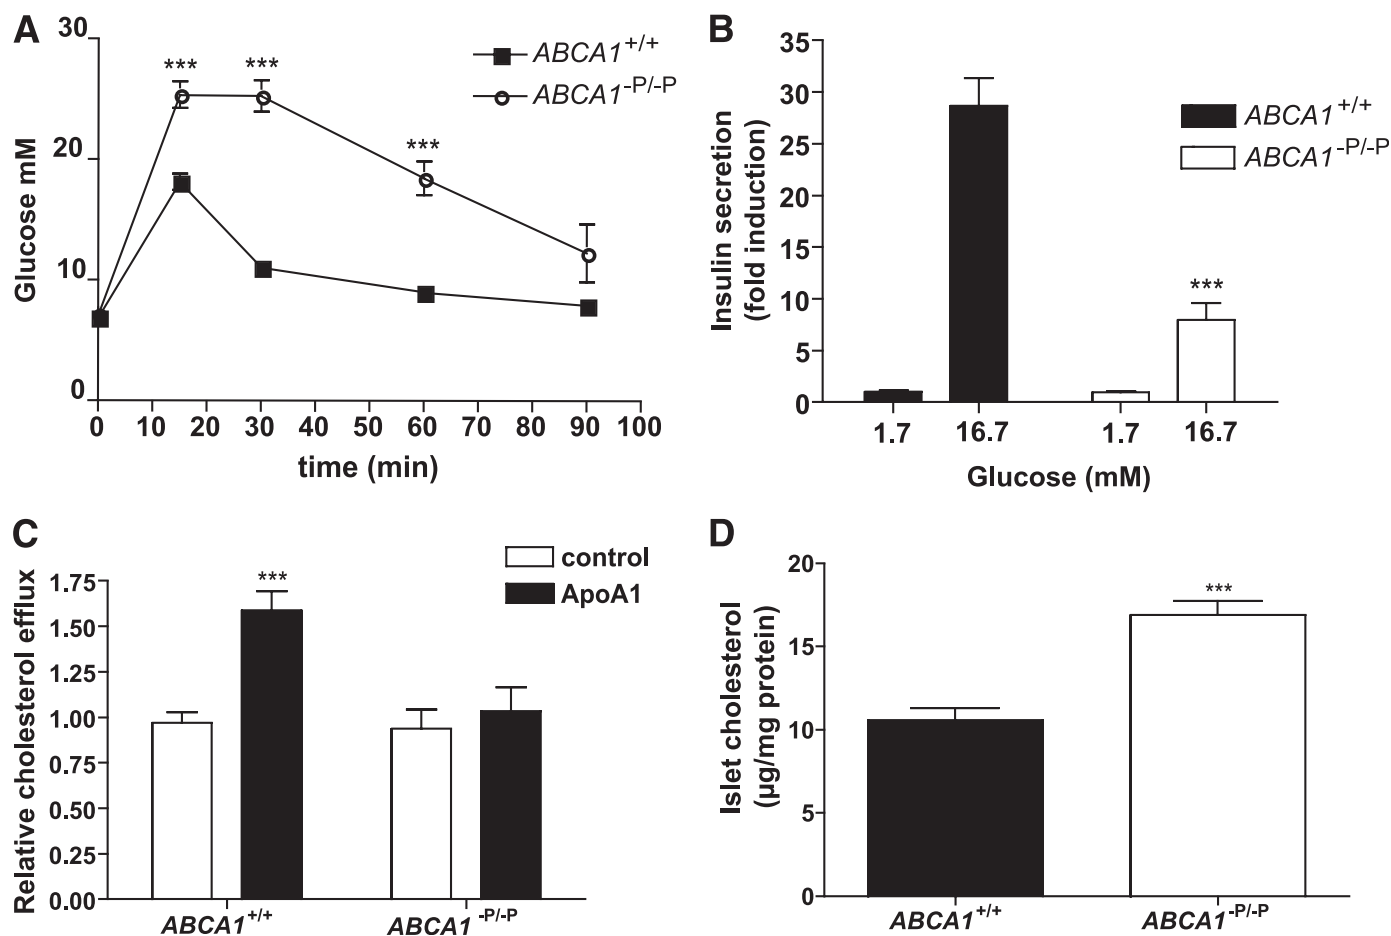 A
30
20
10
0
Glucose mM
*** *** ***
ABCA1+/+
ABCA1-P/-P
0 10 20 30 40 50 60 70 80 90 100
time (min)
B
35
30
25
20
15
10
5
0
Insulin secretion
(fold induction)
ABCA1+/+
ABCA1-P/-P
***
1.7 16.7 1.7 16.7
Glucose (mM)
C
1.75
1.50
1.25
1.00
0.75
0.50
0.25
0.00
Relative cholesterol efflux
control
ApoA1
***
ABCA1+/+ ABCA1-P/-P
D
20
15
10
5
0
Islet cholesterol
(µg/mg protein)
***
ABCA1+/+ ABCA1-P/-P